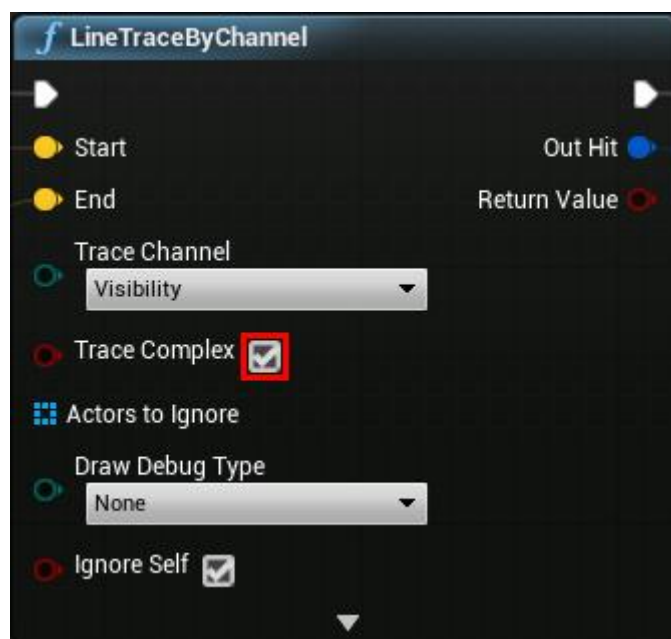 f LineTraceByChannel
Start
Out Hit
End
Return Value
Trace Channel
Visibility
Trace Complex
Actors to Ignore
Draw Debug Type
None
Ignore Self